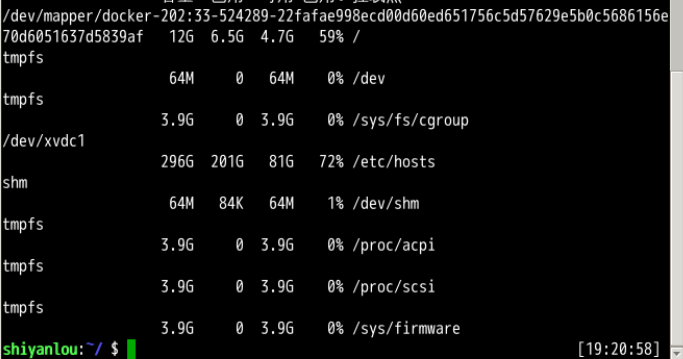 /dev/mapper/docker-202:33-524289-22fafae998ecd00d60ed651756c5d57629e5b0c5686156e
70d6051637d5839af 12G 6.5G 4.7G 59% /
tmpfs
64M 0 64M 0% /dev
tmpfs
3.9G 0 3.9G 0% /sys/fs/cgroup
/dev/xvdc1
296G 201G 81G 72% /etc/hosts
shm
64M 84K 64M 1% /dev/shm
tmpfs
3.9G 0 3.9G 0% /proc/acpi
tmpfs
3.9G 0 3.9G 0% /proc/scsi
tmpfs
3.9G 0 3.9G 0% /sys/firmware
shiyanlou:~/ $ [19:20:58]